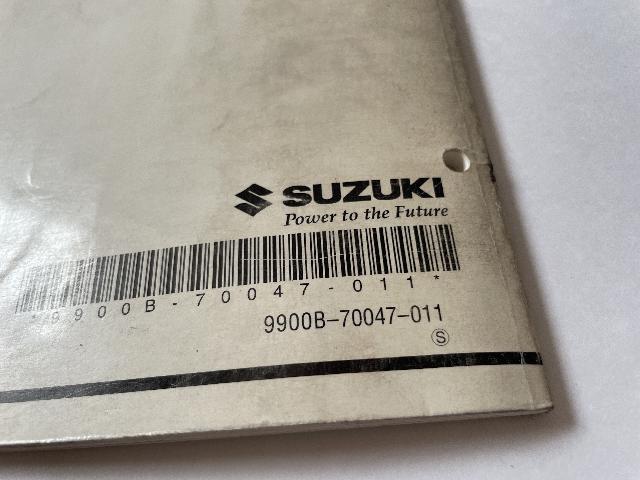 SUZUKI
Power to the Future
*9900B-70047-011*
9900B-70047-011
S